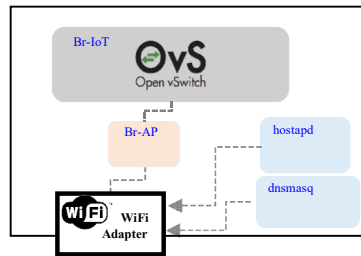 Br-IoT
OvS
Open vSwitch
Br-AP
hostapd
dnsmasq
WiFi
WiFi
Adapter